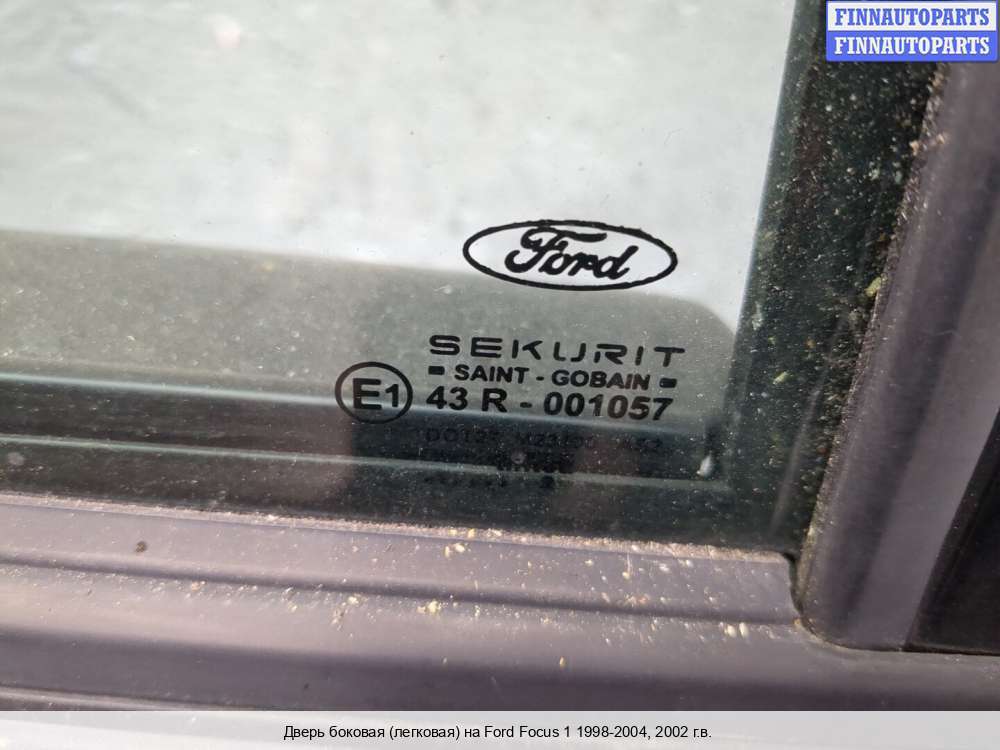 FINNAUTOPARTS
FINNAUTOPARTS
Ford
SEKURIT
SAINT - GOBAIN
E1 43 R - 001057
Дверь боковая (легковая) на Ford Focus 1 1998-2004, 2002 г.в.